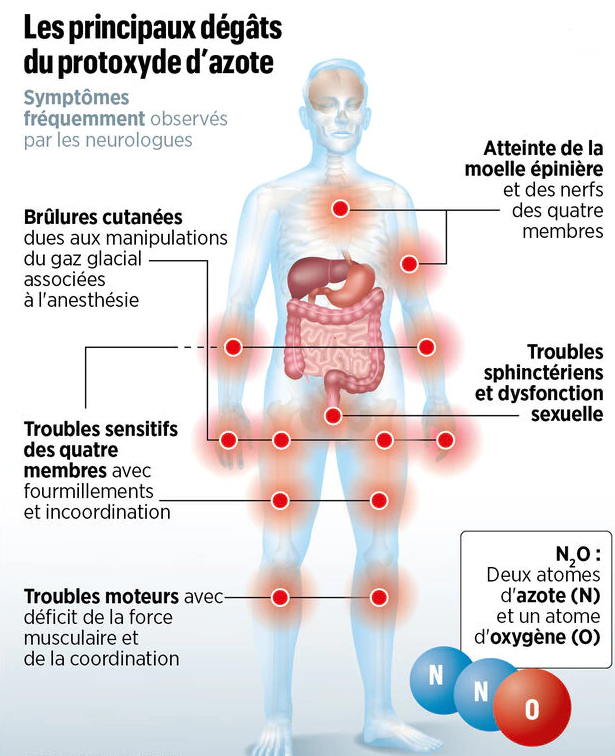 Les principaux dégâts
du protoxyde d'azote
Symptômes
fréquemment observés
par les neurologues
Atteinte de la
moelle épinière
et des nerfs
des quatre
membres
Brûlures cutanées
dues aux manipulations
du gaz glacial
associées
à l'anesthésie
Troubles
sphinctériens
et dysfonction
sexuelle
Troubles sensitifs
des quatre
membres avec
fourmillements
et incoordination
Troubles moteurs avec
déficit de la force
musculaire et
de la coordination
N₂O :
Deux atomes
d'azote (N)
et un atome
d'oxygène (O)
N
N
O